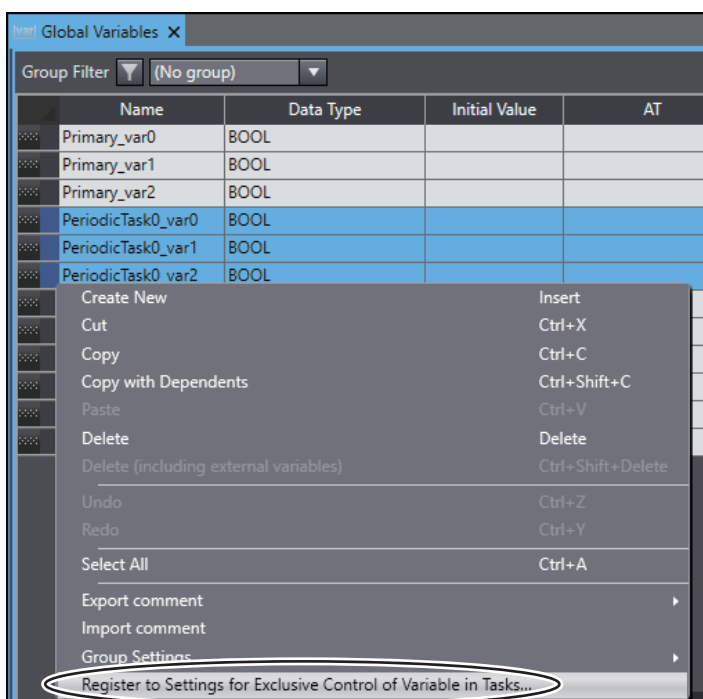 var Global Variables X
Group Filter (No group)
Name Data Type Initial Value AT
Primary_var0 BOOL
Primary_var1 BOOL
Primary_var2 BOOL
PeriodicTask0_var0 BOOL
PeriodicTask0_var1 BOOL
PeriodicTask0_var2 BOOL
Create New Insert
Cut Ctrl+X
Copy Ctrl+C
Copy with Dependents Ctrl+Shift+C
Paste Ctrl+V
Delete Delete
Delete (including external variables) Ctrl+Shift+Delete
Undo Ctrl+Z
Redo Ctrl+Y
Select All Ctrl+A
Export comment
Import comment
Group Settings
Register to Settings for Exclusive Control of Variable in Tasks...